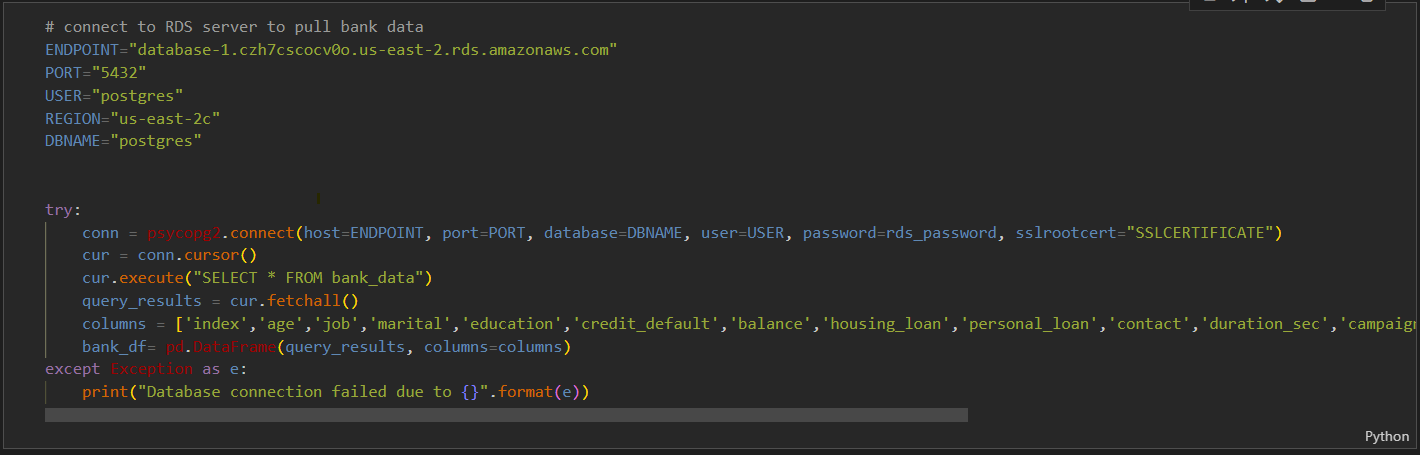 # connect to RDS server to pull bank data
ENDPOINT="database-1.czh7cscocv0o.us-east-2.rds.amazonaws.com"
PORT="5432"
USER="postgres"
REGION="us-east-2c"
DBNAME="postgres"
try:
    conn = psycopg2.connect(host=ENDPOINT, port=PORT, database=DBNAME, user=USER, password=rds_password, sslrootcert="SSLCERTIFICATE")
    cur = conn.cursor()
    cur.execute("SELECT * FROM bank_data")
    query_results = cur.fetchall()
    columns = ['index','age','job','marital','education','credit_default','balance','housing_loan','personal_loan','contact','duration_sec','campaign
    bank_df= pd.DataFrame(query_results, columns=columns)
except Exception as e:
    print("Database connection failed due to {}".format(e))
Python